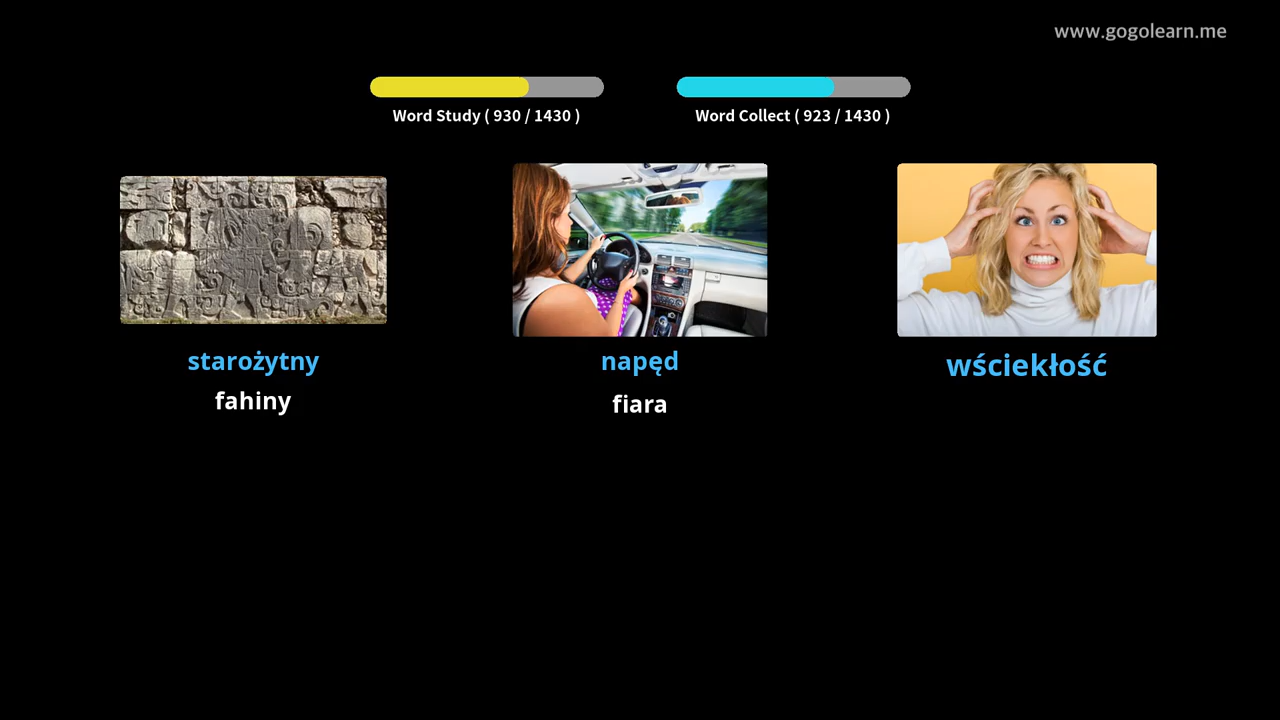 www.gogolearn.me
Word Study ( 930 / 1430 )
Word Collect ( 923 / 1430 )
starożytny
fahiny
napęd
fiara
wściekłość